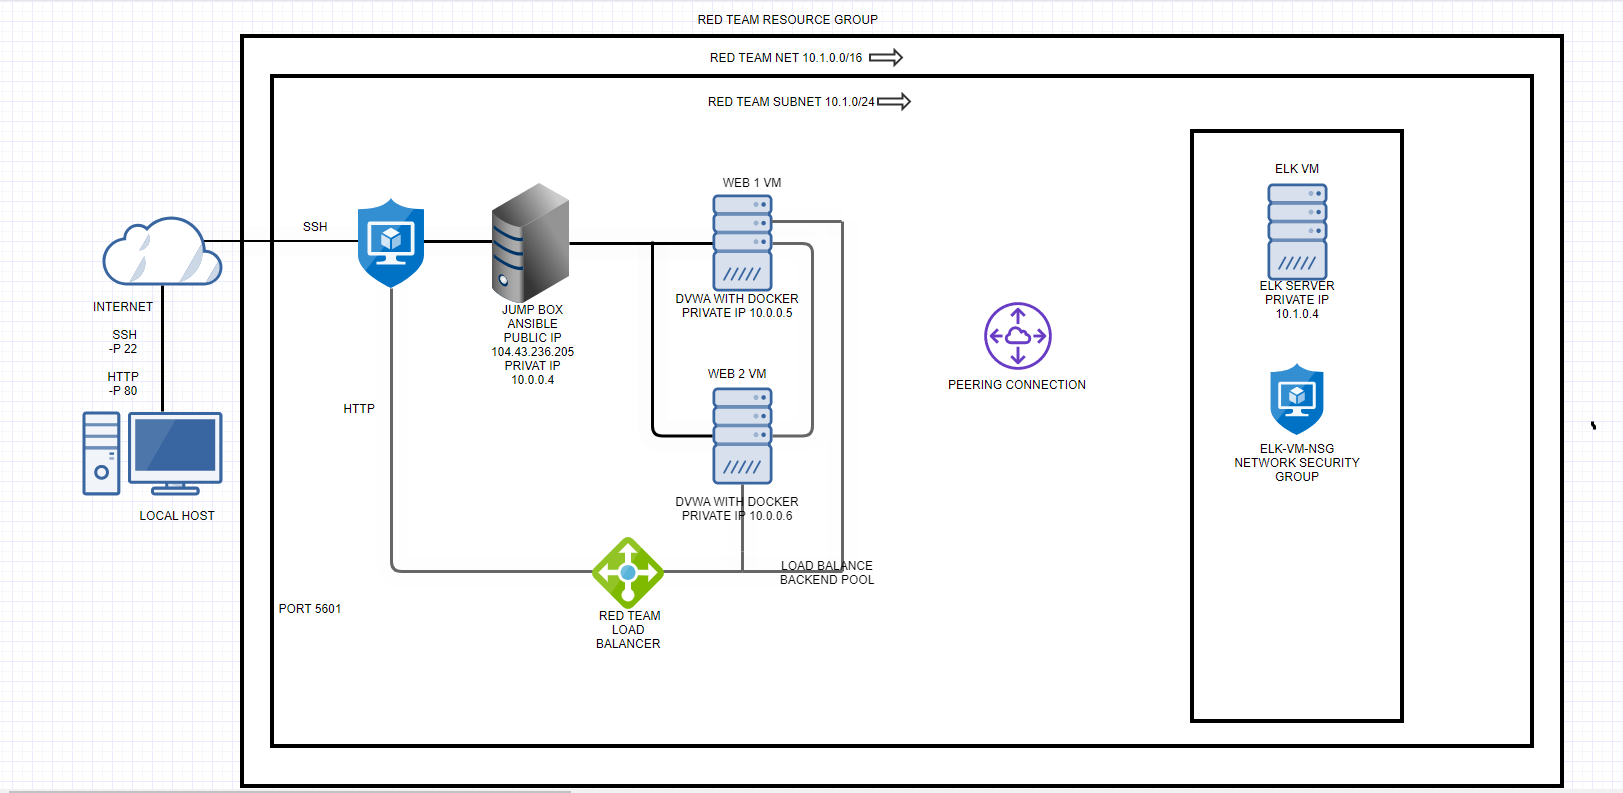 RED TEAM RESOURCE GROUP
RED TEAM NET 10.1.0.0/16
RED TEAM SUBNET 10.1.0/24
SSH
INTERNET
SSH
-P 22
HTTP
-P 80
LOCAL HOST
HTTP
PORT 5601
JUMP BOX
ANSIBLE
PUBLIC IP
104.43.236.205
PRIVAT IP
10.0.0.4
WEB 1 VM
DVWA WITH DOCKER
PRIVATE IP 10.0.0.5
WEB 2 VM
DVWA WITH DOCKER
PRIVATE IP 10.0.0.6
LOAD BALANCE
BACKEND POOL
RED TEAM
LOAD
BALANCER
PEERING CONNECTION
ELK VM
ELK SERVER
PRIVATE IP
10.1.0.4
ELK-VM-NSG
NETWORK SECURITY
GROUP